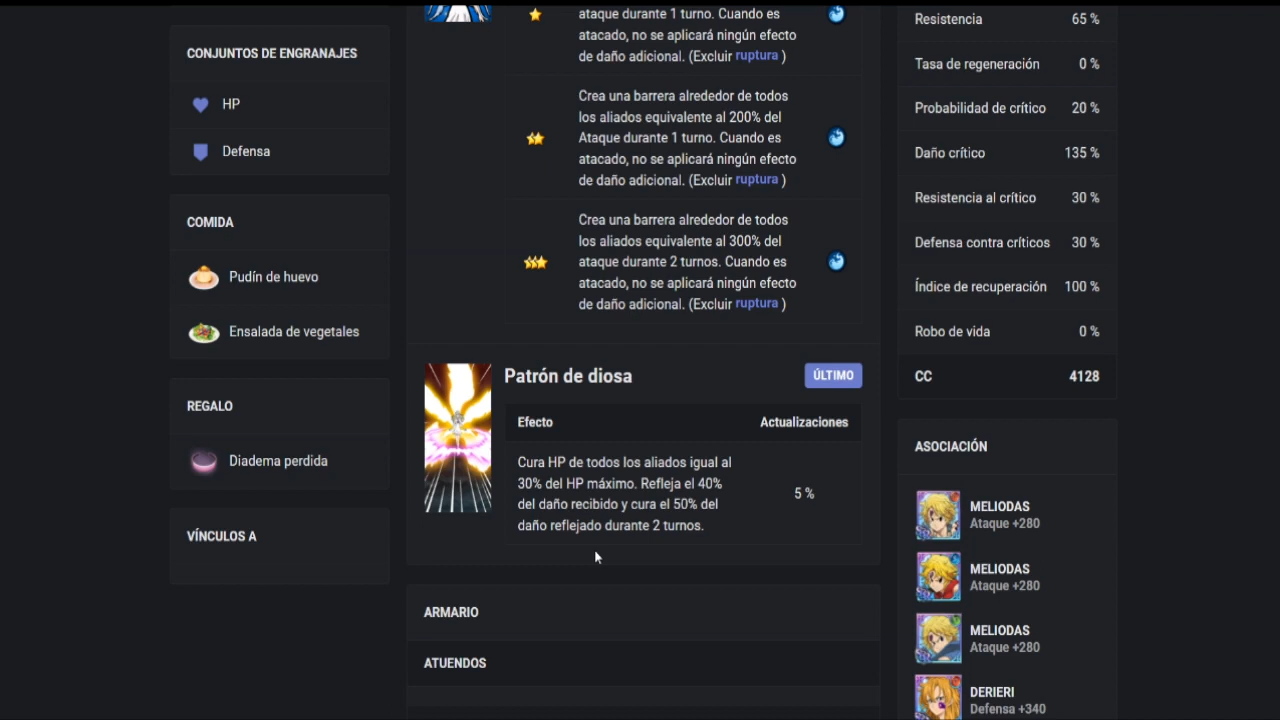 CONJUNTOS DE ENGRANAJES
HP
Defensa
COMIDA
Pudín de huevo
Ensalada de vegetales
REGALO
Diadema perdida
VÍNCULOS A
ataque durante 1 turno. Cuando es
atacado, no se aplicará ningún efecto
de daño adicional. (Excluir ruptura )
Crea una barrera alrededor de todos
los aliados equivalente al 200% del
Ataque durante 1 turno. Cuando es
atacado, no se aplicará ningún efecto
de daño adicional. (Excluir ruptura )
Crea una barrera alrededor de todos
los aliados equivalente al 300% del
ataque durante 2 turnos. Cuando es
atacado, no se aplicará ningún efecto
de daño adicional. (Excluir ruptura )
Patrón de diosa
ÚLTIMO
Efecto Actualizaciones
Cura HP de todos los aliados igual al
30% del HP máximo. Refleja el 40%
del daño recibido y cura el 50% del
daño reflejado durante 2 turnos.
5 %
ARMARIO
ATUENDOS
Resistencia 65 %
Tasa de regeneración 0 %
Probabilidad de crítico 20 %
Daño crítico 135 %
Resistencia al crítico 30 %
Defensa contra críticos 30 %
Índice de recuperación 100 %
Robo de vida 0 %
CC 4128
ASOCIACIÓN
MELIODAS
Ataque +280
MELIODAS
Ataque +280
MELIODAS
Ataque +280
DERIERI
Defensa +340